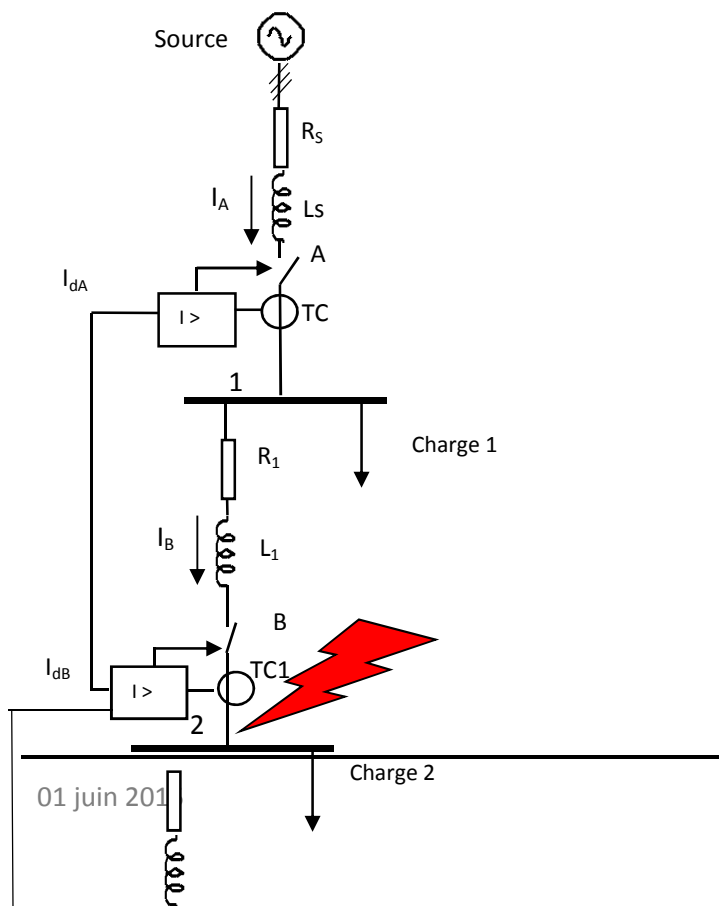 Source
R_S
I_A
Ls
A
I_dA
I >
TC
1
Charge 1
R_1
I_B
L_1
B
I_dB
TC1
I >
2
Charge 2
01 juin 201